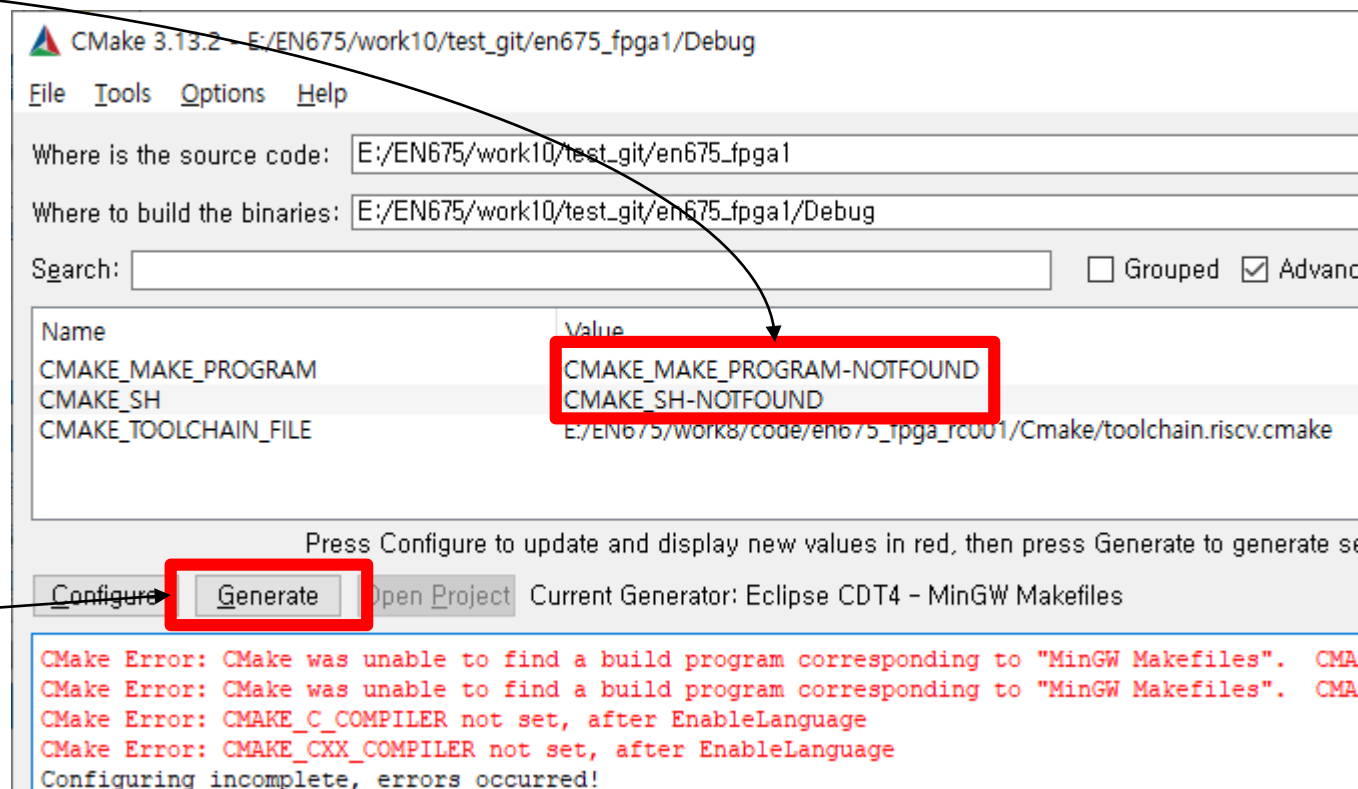 CMake 3.13.2 - E:/EN675/work10/test_git/en675_fpga1/Debug
File Tools Options Help
Where is the source code: E:/EN675/work10/test_git/en675_fpga1
Where to build the binaries: E:/EN675/work10/test_git/en675_fpga1/Debug
Search: Grouped Advanc
Name Value
CMAKE_MAKE_PROGRAM CMAKE_MAKE_PROGRAM-NOTFOUND
CMAKE_SH CMAKE_SH-NOTFOUND
CMAKE_TOOLCHAIN_FILE E:/EN675/work8/code/en675_fpga_rc001/Cmake/toolchain.riscv.cmake
Press Configure to update and display new values in red, then press Generate to generate se
Configure Generate Open Project Current Generator: Eclipse CDT4 - MinGW Makefiles
CMake Error: CMake was unable to find a build program corresponding to "MinGW Makefiles". CMA
CMake Error: CMake was unable to find a build program corresponding to "MinGW Makefiles". CMA
CMake Error: CMAKE_C_COMPILER not set, after EnableLanguage
CMake Error: CMAKE_CXX_COMPILER not set, after EnableLanguage
Configuring incomplete, errors occurred!